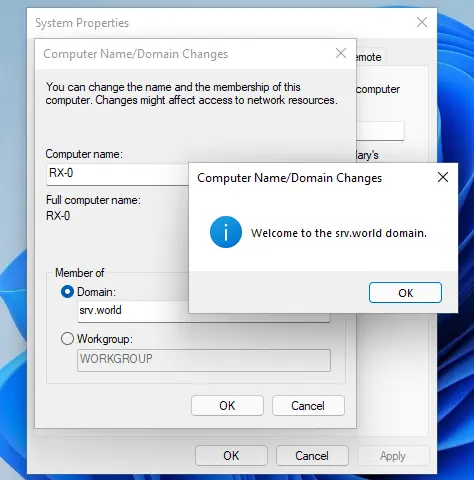 System Properties
Computer Name/Domain Changes
emote
You can change the name and the membership of this
computer. Changes might affect access to network resources.
computer
Computer name:
RX-0
ary's
Full computer name:
RX-0
Computer Name/Domain Changes
Welcome to the srv.world domain.
OK
Member of
Domain:
srv.world
Workgroup:
WORKGROUP
OK
Cancel
OK
Cancel
Apply